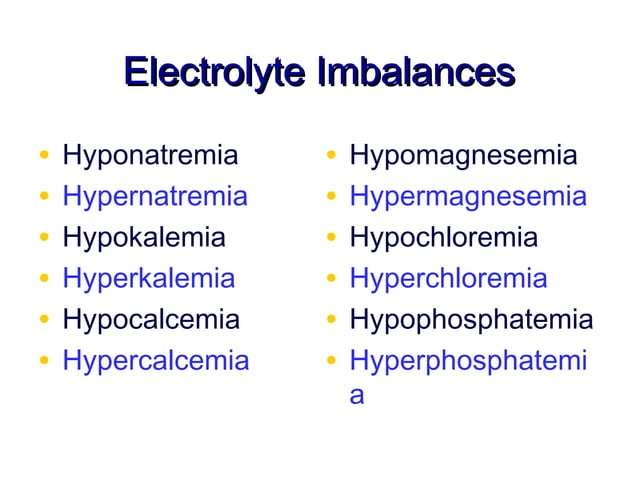 Electrolyte Imbalances
• Hyponatremia
• Hypernatremia
• Hypokalemia
• Hyperkalemia
• Hypocalcemia
• Hypercalcemia
• Hypomagnesemia
• Hypermagnesemia
• Hypochloremia
• Hyperchloremia
• Hypophosphatemia
• Hyperphosphatemi
a